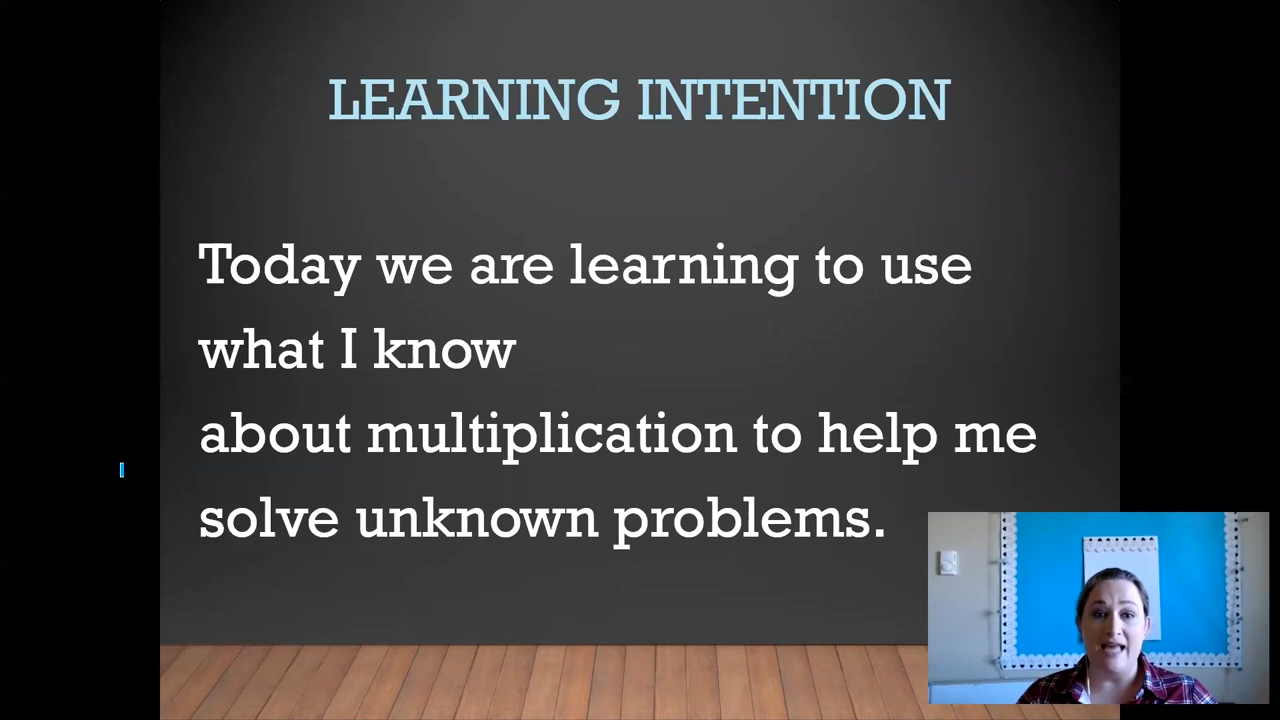 LEARNING INTENTION
Today we are learning to use
what I know
about multiplication to help me
solve unknown problems.